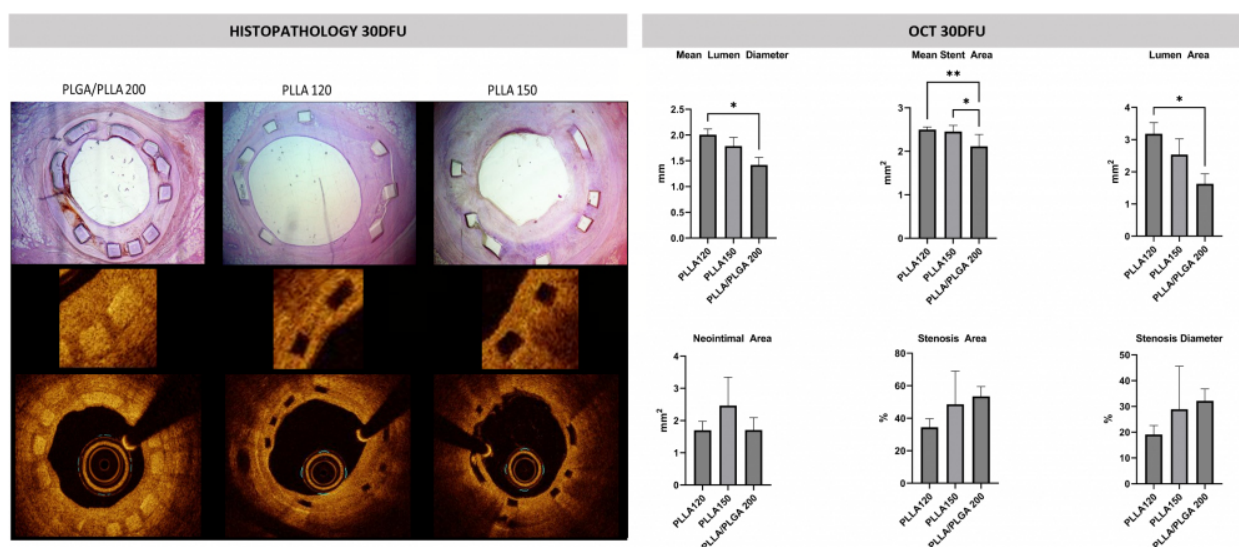 HISTOPATHOLOGY 30DFU
PLGA/PLLA 200
PLLA 120
PLLA 150
OCT 30DFU
Mean Lumen Diameter
*
2.5
2.0
1.5
1.0
0.5
0.0
mm
PLLA120
PLLA150
PLLA/PLGA 200
Mean Stent Area
**
*
3
2
1
0
mm²
PLLA120
PLLA150
PLLA/PLGA 200
Lumen Area
*
4
3
2
1
0
mm²
PLLA120
PLLA150
PLLA/PLGA 200
Neointimal Area
4
3
2
1
0
mm²
PLLA120
PLLA150
PLLA/PLGA 200
Stenosis Area
80
60
40
20
0
%
PLLA120
PLLA150
PLLA/PLGA 200
Stenosis Diameter
50
40
30
20
10
0
%
PLLA120
PLLA150
PLLA/PLGA 200